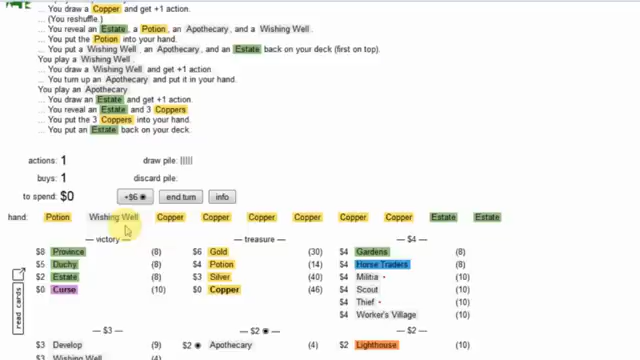 ... You draw a Copper and get +1 action.
... (You reshuffle.)
... You reveal an Estate, a Potion, an Apothecary, and a Wishing Well.
... You put the Potion into your hand.
... You put a Wishing Well, an Apothecary, and an Estate back on your deck (first on top).
You play a Wishing Well.
... You draw a Wishing Well and get +1 action
... You turn up an Apothecary and put it in your hand.
You play an Apothecary
... You draw an Estate and get +1 action.
... You reveal an Estate and 3 Coppers
... You put the 3 Coppers into your hand.
... You put an Estate back on your deck.
actions: 1 draw pile: |||||
buys: 1 discard pile:
to spend: $0 +$6 end turn info
hand: Potion Wishing Well Copper Copper Copper Copper Copper Copper Estate Estate
— victory — — treasure — — $4 —
$8 Province (8) $6 Gold (30) $4 Gardens (8)
$5 Duchy (8) $4 Potion (14) $4 Horse Traders (8)
$2 Estate (8) $3 Silver (40) $4 Militia (10)
$0 Curse (10) $0 Copper (46) $4 Scout (10)
$4 Thief (10)
$4 Worker's Village (10)
read cards
— $3 — — $2 — — $2 —
$3 Develop (9) $2 Apothecary (4) $2 Lighthouse (10)
$3 Wishing Well